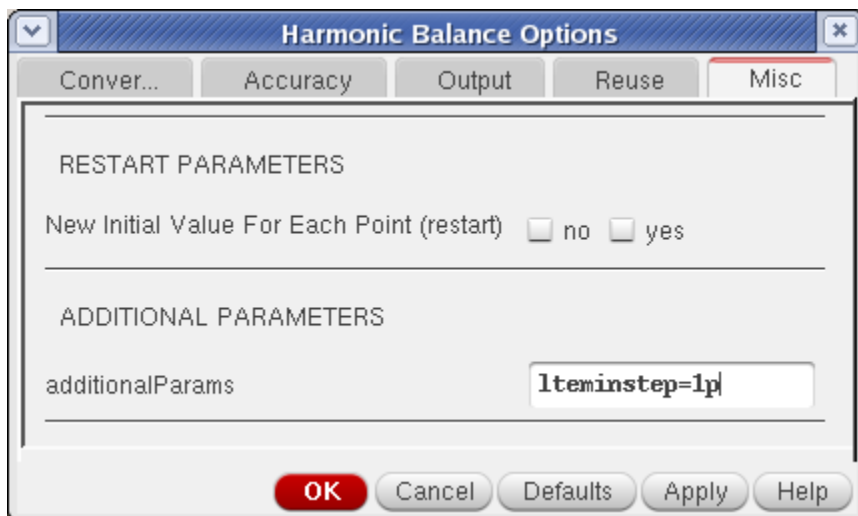 Harmonic Balance Options
Conver... Accuracy Output Reuse Misc
RESTART PARAMETERS
New Initial Value For Each Point (restart) no yes
ADDITIONAL PARAMETERS
additionalParams lteminstep=1p
OK Cancel Defaults Apply Help